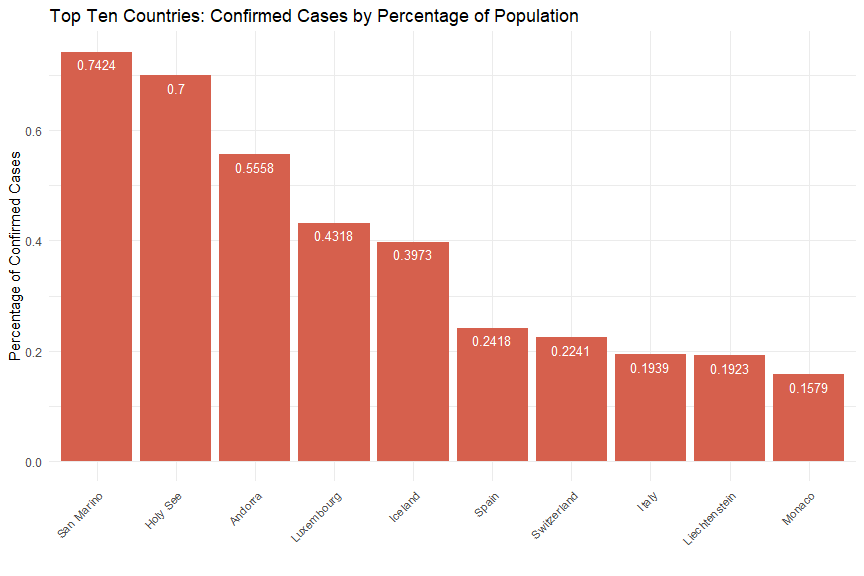 Top Ten Countries: Confirmed Cases by Percentage of Population
Percentage of Confirmed Cases
0.6
0.4
0.2
0.0
0.7424
0.7
0.5558
0.4318
0.3973
0.2418
0.2241
0.1939
0.1923
0.1579
San Marino
Holy See
Andorra
Luxembourg
Iceland
Spain
Switzerland
Italy
Liechtenstein
Monaco